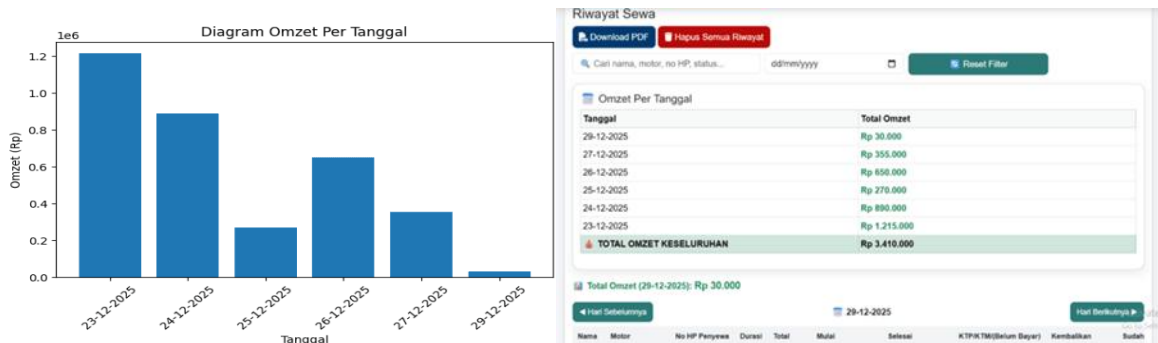 Diagram Omzet Per Tanggal
1e6
1.2
1.0
0.8
0.6
0.4
0.2
0.0
Omzet (Rp)
23-12-2025
24-12-2025
25-12-2025
26-12-2025
27-12-2025
29-12-2025
Tanggal
Riwayat Sewa
Download PDF Hapus Semua Riwayat
Cari nama, motor, no HP, status... dd/mm/yyyy Reset Filter
Omzet Per Tanggal
Tanggal Total Omzet
29-12-2025 Rp 30.000
27-12-2025 Rp 355.000
26-12-2025 Rp 650.000
25-12-2025 Rp 270.000
24-12-2025 Rp 890.000
23-12-2025 Rp 1.215.000
TOTAL OMZET KESELURUHAN Rp 3.410.000
Total Omzet (29-12-2025): Rp 30.000
Hari Sebelumnya 29-12-2025 Hari Berikutnya
Nama Motor No HP Penyewa Durasi Total Mulai Selesai KTP/KTM/(Belum Bayar) Kembalikan Sudah